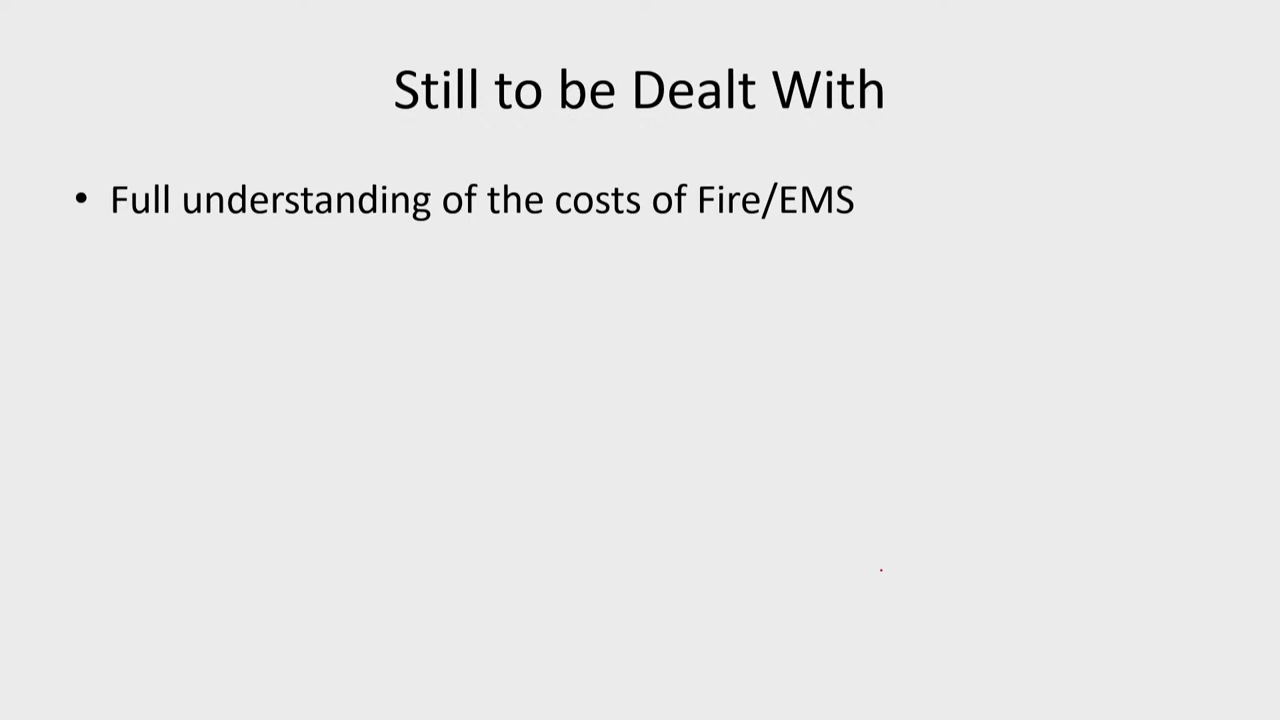 Still to be Dealt With
• Full understanding of the costs of Fire/EMS